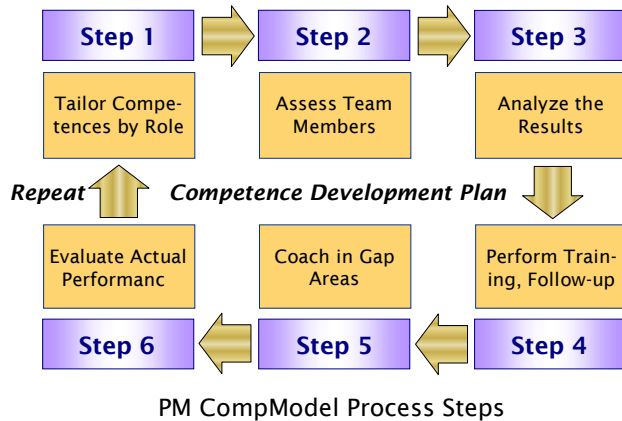 Step 1
Step 2
Step 3
Tailor Compe-
tences by Role
Assess Team
Members
Analyze the
Results
Repeat
Competence Development Plan
Evaluate Actual
Performanc
Coach in Gap
Areas
Perform Train-
ing, Follow-up
Step 6
Step 5
Step 4
PM CompModel Process Steps